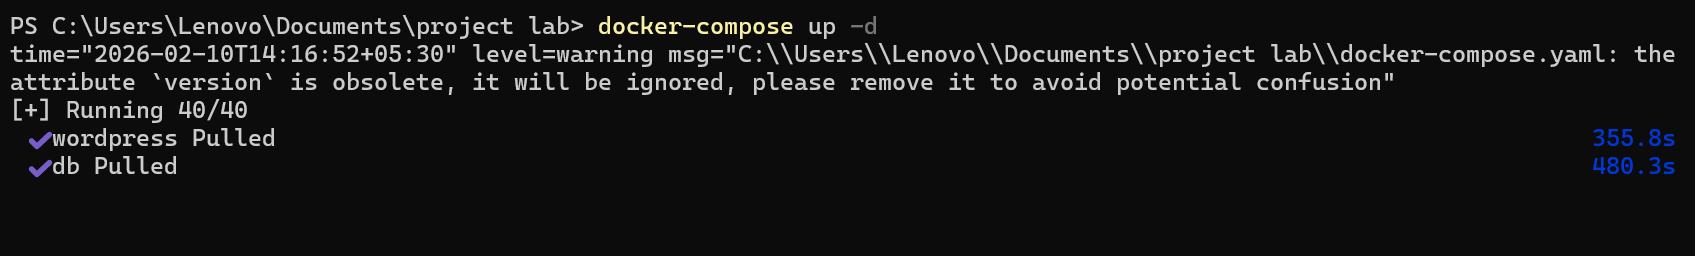 PS C:\Users\Lenovo\Documents\project lab> docker-compose up -d
time="2026-02-10T14:16:52+05:30" level=warning msg="C:\\Users\\Lenovo\\Documents\\project lab\\docker-compose.yaml: the
attribute `version` is obsolete, it will be ignored, please remove it to avoid potential confusion"
[+] Running 40/40
✔wordpress Pulled 355.8s
✔db Pulled 480.3s